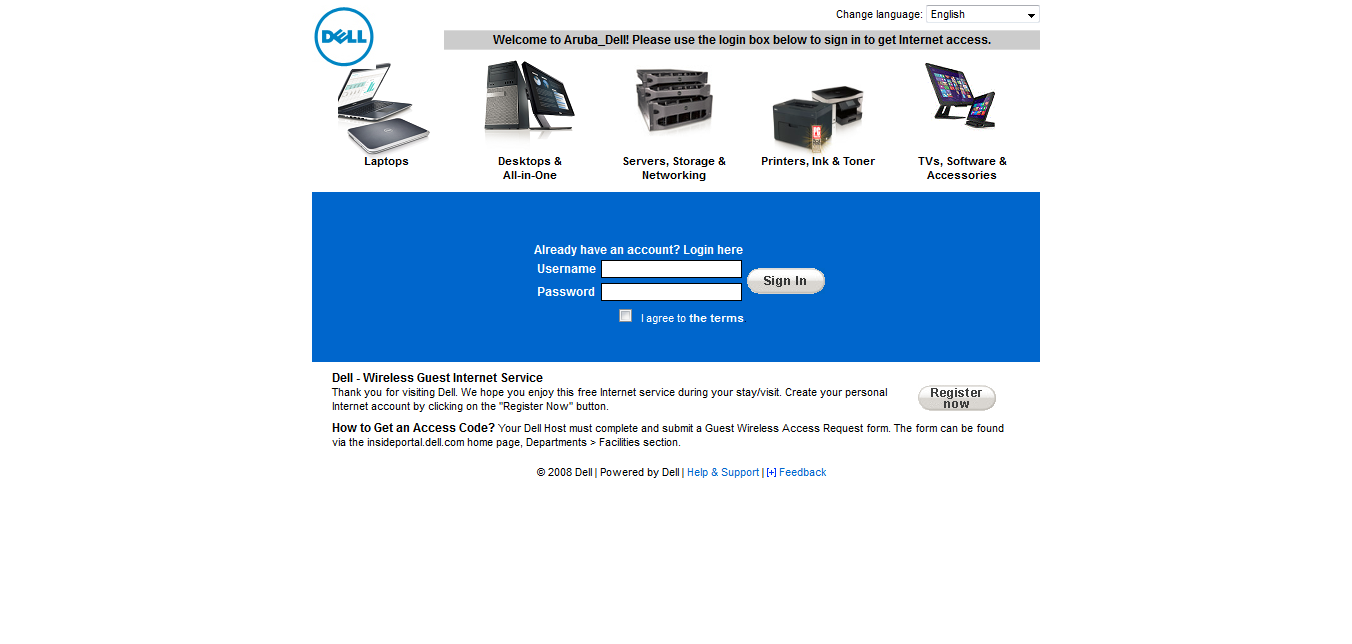 Change language: English
DELL
Welcome to Aruba_Dell! Please use the login box below to sign in to get Internet access.
Laptops
Desktops &
All-in-One
Servers, Storage &
Networking
Printers, Ink & Toner
TVs, Software &
Accessories
Already have an account? Login here
Username
Password
Sign In
I agree to the terms
Dell - Wireless Guest Internet Service
Thank you for visiting Dell. We hope you enjoy this free Internet service during your stay/visit. Create your personal
Internet account by clicking on the "Register Now" button.
Register
now
How to Get an Access Code? Your Dell Host must complete and submit a Guest Wireless Access Request form. The form can be found
via the insideportal.dell.com home page, Departments > Facilities section.
© 2008 Dell | Powered by Dell | Help & Support | [+] Feedback